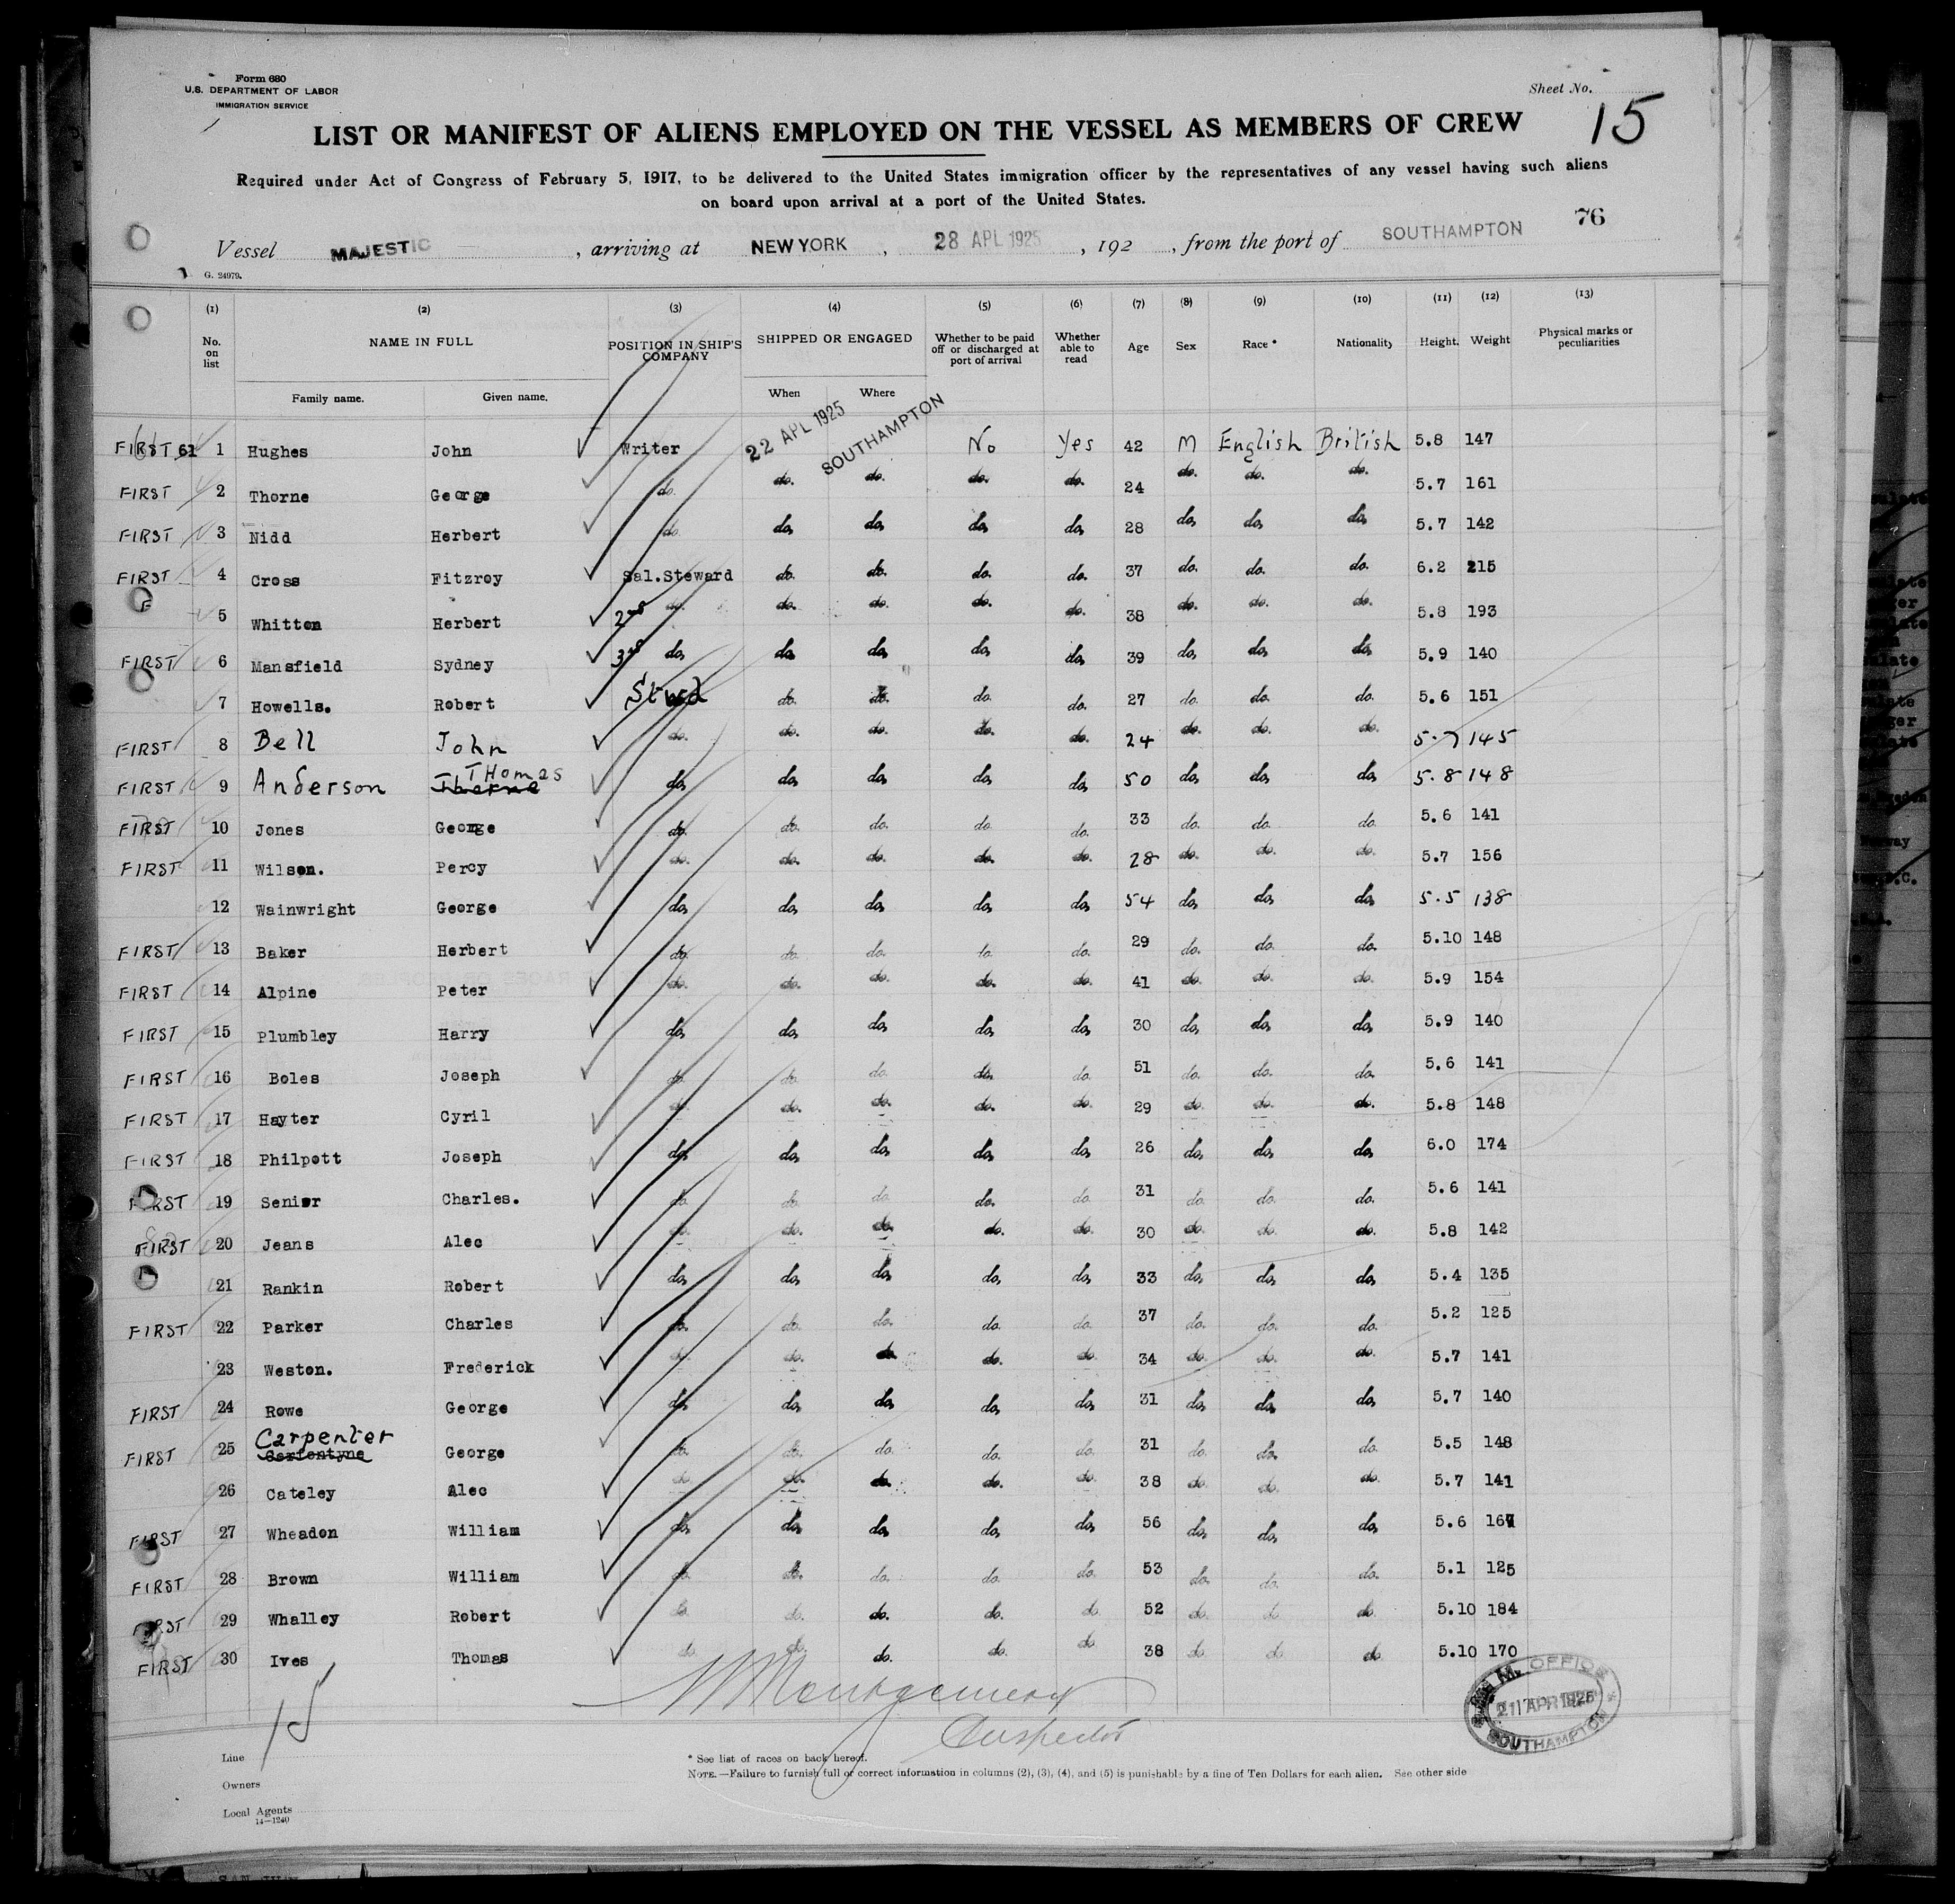 Form 680
U.S. DEPARTMENT OF LABOR
IMMIGRATION SERVICE
Sheet No.
15
LIST OR MANIFEST OF ALIENS EMPLOYED ON THE VESSEL AS MEMBERS OF CREW
Required under Act of Congress of February 5, 1917, to be delivered to the United States immigration officer by the representatives of any vessel having such aliens
on board upon arrival at a port of the United States.
76
Vessel MAJESTIC, arriving at NEW YORK, 28 APL 1925, 192 , from the port of SOUTHAMPTON
G. 24979.
(1) (2) (3) (4) (5) (6) (7) (8) (9) (10) (11) (12) (13)
No. on list NAME IN FULL POSITION IN SHIP'S COMPANY SHIPPED OR ENGAGED Whether to be paid off or discharged at port of arrival Whether able to read Age Sex Race * Nationality Height. Weight Physical marks or peculiarities
Family name. Given name. When Where
FIRST 61 1 Hughes John Writer 22 APL 1925 SOUTHAMPTON No Yes 42 M English British 5.8 147
FIRST 2 Thorne George do. do. do. do. do. 24 do. do. do. 5.7 161
FIRST 3 Nidd Herbert do. do. do. do. do. 28 do. do. do. 5.7 142
FIRST 4 Cross Fitzroy Sal.Steward do. do. do. do. 37 do. do. do. 6.2 215
F 5 Whitton Herbert 2nd do. do. do. do. do. 38 do. do. do. 5.8 193
FIRST 6 Mansfield Sydney 3rd do. do. do. do. do. 39 do. do. do. 5.9 140
7 Howells. Robert Stwd do. do. do. do. 27 do. do. do. 5.6 151
FIRST 8 Bell John do. do. do. do. do. 24 do. do. do. 5.7 145
FIRST 9 Anderson Thorne THomas do. do. do. do. do. 50 do. do. do. 5.8 148
FIRST 10 Jones George do. do. do. do. do. 33 do. do. do. 5.6 141
FIRST 11 Wilson. Percy do. do. do. do. do. 28 do. do. do. 5.7 156
12 Wainwright George do. do. do. do. do. 54 do. do. do. 5.5 138
FIRST 13 Baker Herbert do. do. do. do. do. 29 do. do. do. 5.10 148
FIRST 14 Alpine Peter do. do. do. do. do. 41 do. do. do. 5.9 154
FIRST 15 Plumbley Harry do. do. do. do. do. 30 do. do. do. 5.9 140
FIRST 16 Boles Joseph do. do. do. do. do. 51 do. do. do. 5.6 141
FIRST 17 Hayter Cyril do. do. do. do. do. 29 do. do. do. 5.8 148
FIRST 18 Philpott Joseph do. do. do. do. do. 26 do. do. do. 6.0 174
FIRST 19 Senior Charles. do. do. do. do. do. 31 do. do. do. 5.6 141
FIRST 20 Jeans Alec do. do. do. do. do. 30 do. do. do. 5.8 142
21 Rankin Robert do. do. do. do. do. 33 do. do. do. 5.4 135
FIRST 22 Parker Charles do. do. do. do. do. 37 do. do. do. 5.2 125
23 Weston. Frederick do. do. do. do. do. 34 do. do. do. 5.7 141
FIRST 24 Rowe George do. do. do. do. do. 31 do. do. do. 5.7 140
FIRST 25 Carpenter George do. do. do. do. do. 31 do. do. do. 5.5 148
26 Cateley Alec do. do. do. do. do. 38 do. do. do. 5.7 141
FIRST 27 Wheadon William do. do. do. do. do. 56 do. do. do. 5.6 167
FIRST 28 Brown William do. do. do. do. do. 53 do. do. do. 5.1 125
FIRST 29 Whalley Robert do. do. do. do. do. 52 do. do. do. 5.10 184
FIRST 30 Ives Thomas do. do. do. do. do. 38 do. do. do. 5.10 170
Montgomery
Inspector
15
M. OFFICE
21 APR 1925
SOUTHAMPTON
Line
Owners
Local Agents
14—1240
* See list of races on back hereof.
NOTE.—Failure to furnish full or correct information in columns (2), (3), (4), and (5) is punishable by a fine of Ten Dollars for each alien. See other side